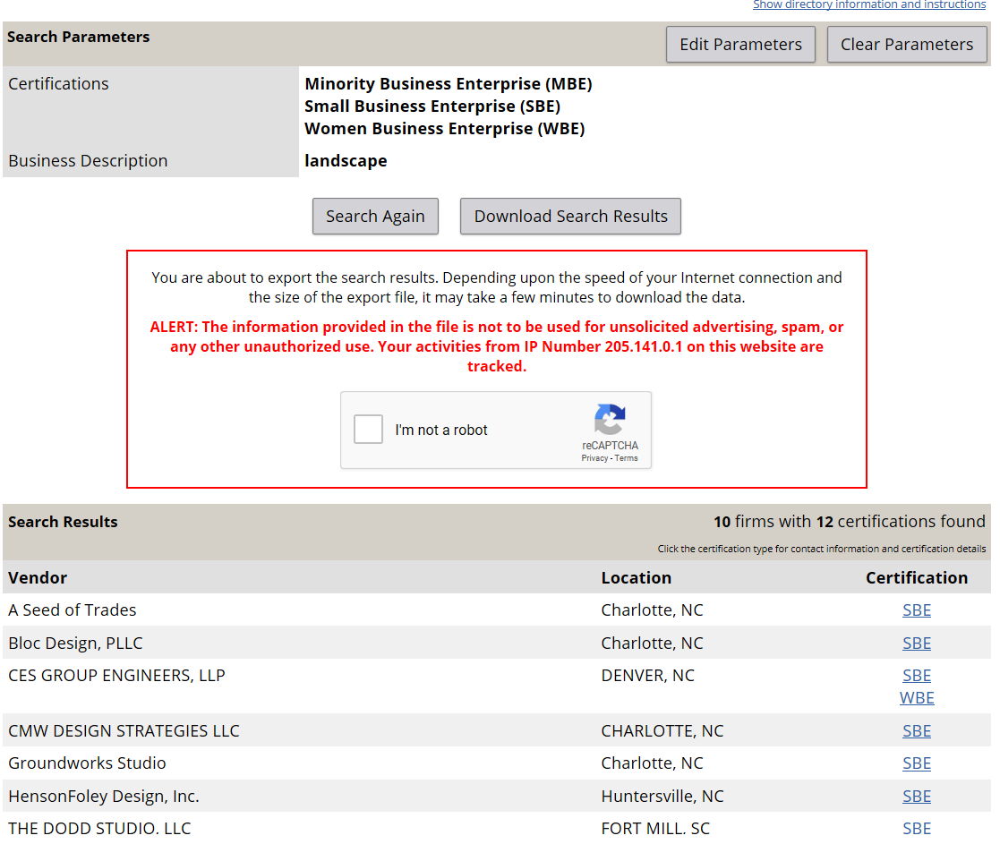 Show directory information and instructions
Search Parameters
Edit Parameters
Clear Parameters
Certifications
Minority Business Enterprise (MBE)
Small Business Enterprise (SBE)
Women Business Enterprise (WBE)
Business Description
landscape
Search Again
Download Search Results
You are about to export the search results. Depending upon the speed of your Internet connection and
the size of the export file, it may take a few minutes to download the data.
ALERT: The information provided in the file is not to be used for unsolicited advertising, spam, or
any other unauthorized use. Your activities from IP Number 205.141.0.1 on this website are
tracked.
I'm not a robot
reCAPTCHA
Privacy - Terms
Search Results
10 firms with 12 certifications found
Click the certification type for contact information and certification details
Vendor Location Certification
A Seed of Trades Charlotte, NC SBE
Bloc Design, PLLC Charlotte, NC SBE
CES GROUP ENGINEERS, LLP DENVER, NC SBE
WBE
CMW DESIGN STRATEGIES LLC CHARLOTTE, NC SBE
Groundworks Studio Charlotte, NC SBE
HensonFoley Design, Inc. Huntersville, NC SBE
THE DODD STUDIO, LLC FORT MILL, SC SBE